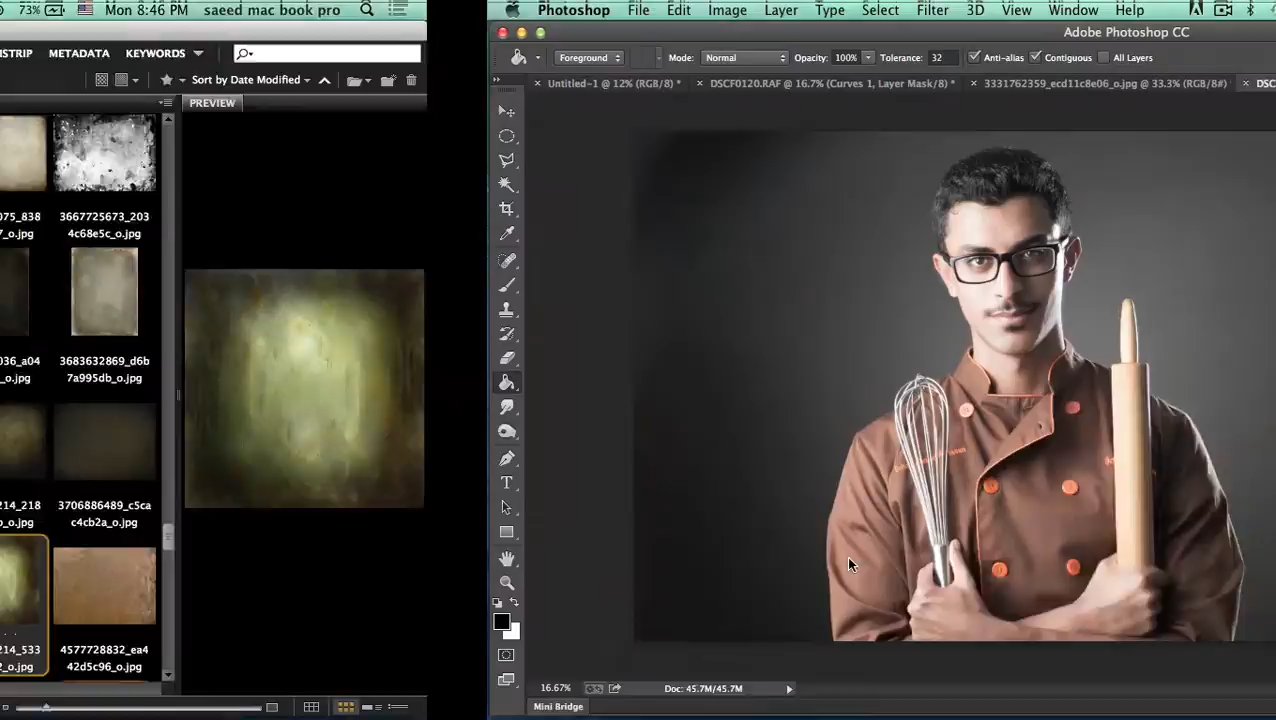 73% Mon 8:46 PM saeed mac book pro
Photoshop File Edit Image Layer Type Select Filter 3D View Window Help
Adobe Photoshop CC
METADATA KEYWORDS
Foreground Mode: Normal Opacity: 100% Tolerance: 32 Anti-alias Contiguous All Layers
Sort by Date Modified
Untitled-1 @ 12% (RGB/8) * DSCF0120.RAF @ 16.7% (Curves 1, Layer Mask/8) * 3331762359_ecd11c8e06_o.jpg @ 33.3% (RGB/8#) DSC
PREVIEW
075_838
7_o.jpg
3667725673_203
4c68e5c_o.jpg
036_a04
_o.jpg
3683632869_d6b
7a995db_o.jpg
214_218
_o.jpg
3706886489_c5ca
c4cb2a_o.jpg
214_533
2_o.jpg
4577728832_ea4
42d5c96_o.jpg
16.67% Doc: 45.7M/45.7M
Mini Bridge